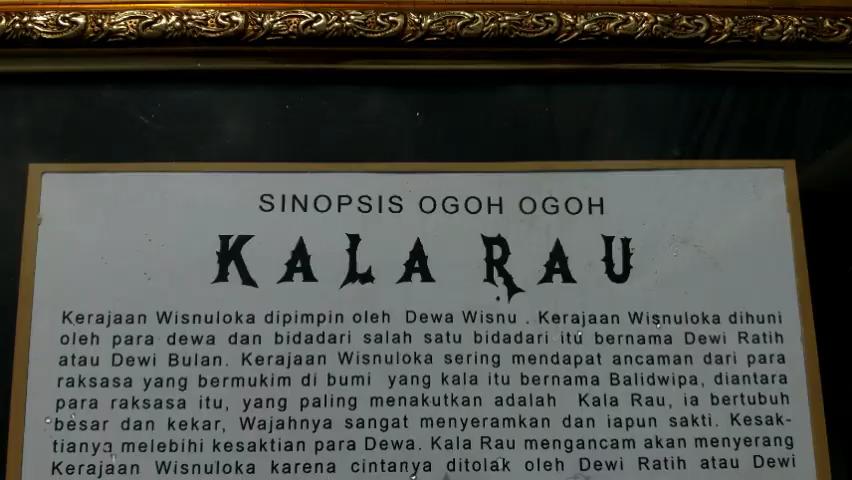 SINOPSIS OGOH OGOH
KALA RAU
Kerajaan Wisnuloka dipimpin oleh Dewa Wisnu . Kerajaan Wisnuloka dihuni
oleh para dewa dan bidadari salah satu bidadari itu bernama Dewi Ratih
atau Dewi Bulan. Kerajaan Wisnuloka sering mendapat ancaman dari para
raksasa yang bermukim di bumi yang kala itu bernama Balidwipa, diantara
para raksasa itu, yang paling menakutkan adalah Kala Rau, ia bertubuh
besar dan kekar, Wajahnya sangat menyeramkan dan iapun sakti. Kesak-
tianya melebihi kesaktian para Dewa. Kala Rau mengancam akan menyerang
Kerajaan Wisnuloka karena cintanya ditolak oleh Dewi Ratih atau Dewi